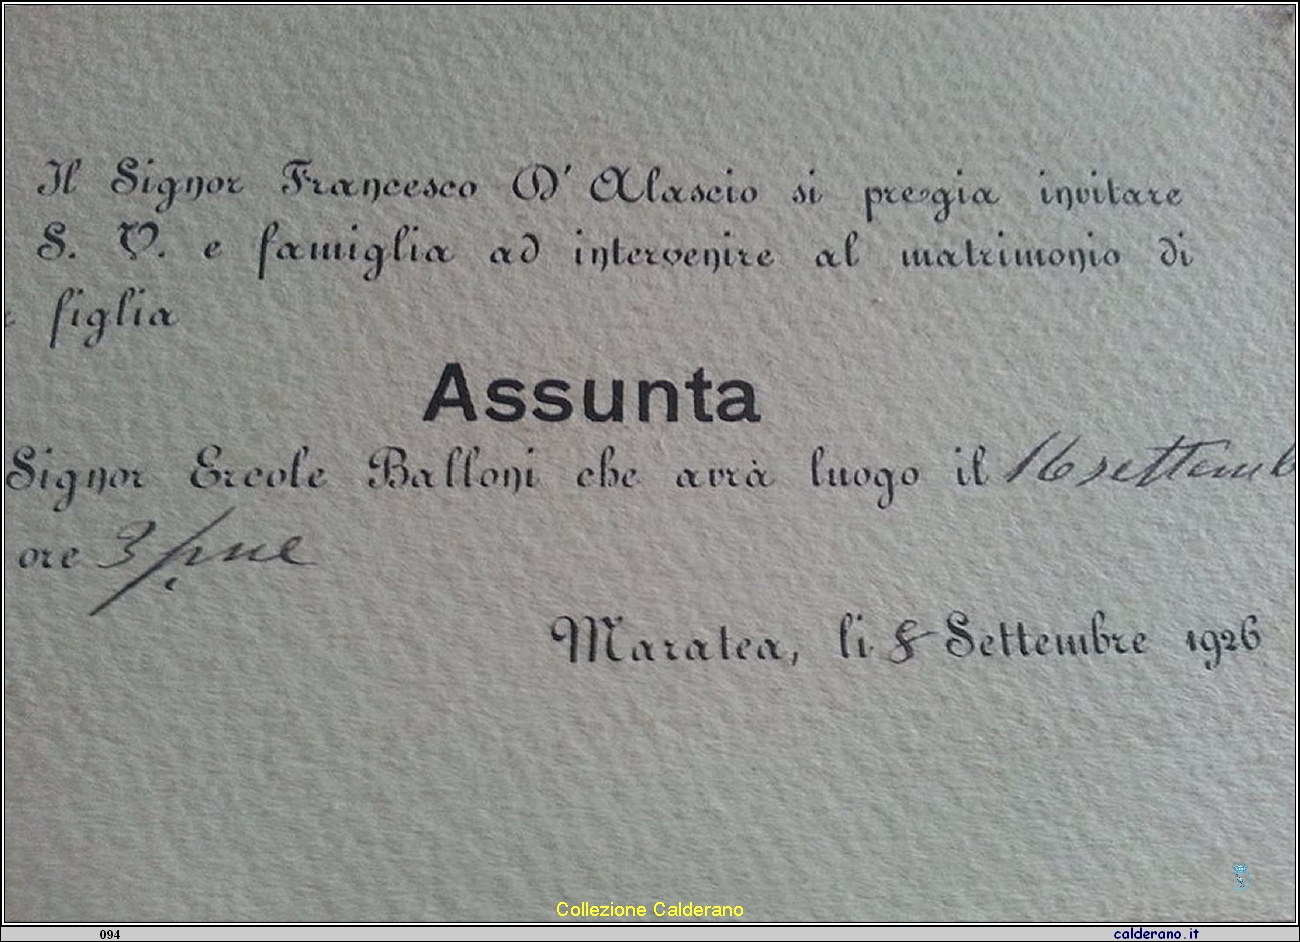 Il Signor Francesco D' Alascio si pregia invitare
S. V. e famiglia ad intervenire al matrimonio di
figlia
Assunta
Signor Ercole Balloni che avrà luogo il 16 settemb
ore 3 pme
Maratea, li 8 Settembre 1926
Collezione Calderano
094
calderano.it